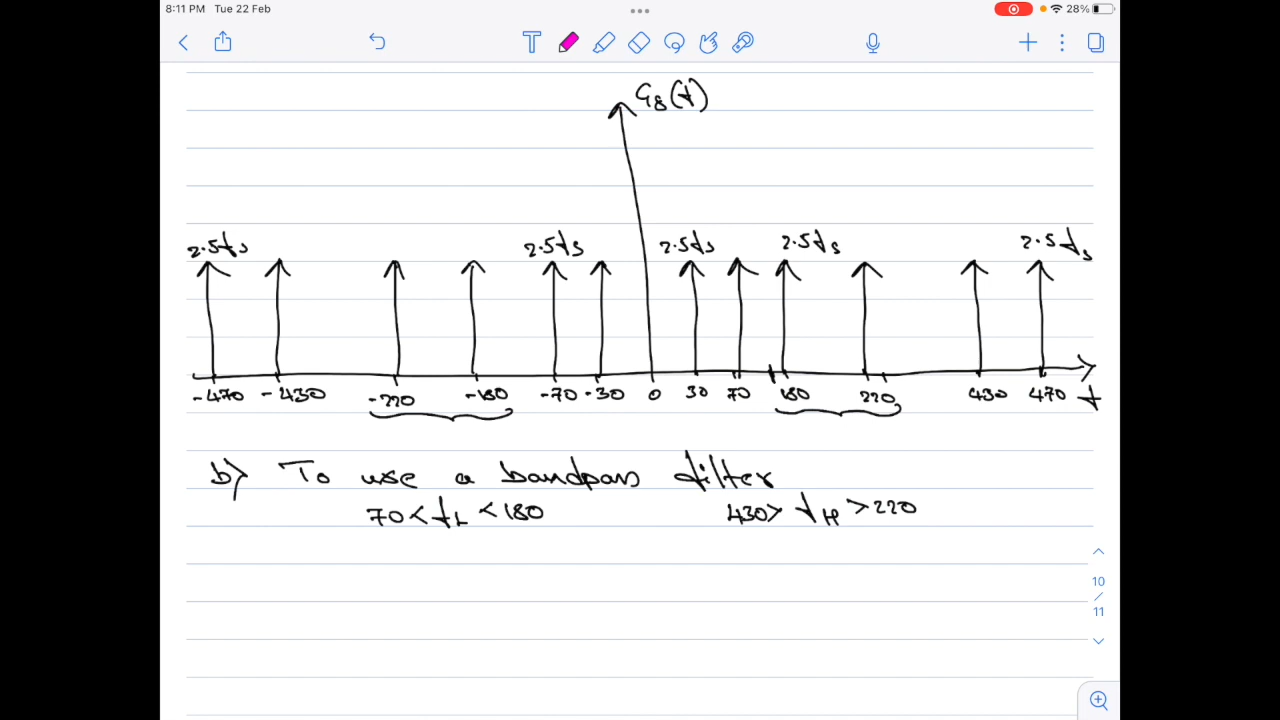 8:11 PM Tue 22 Feb
28%
G₈(f)
2.5fs 2.5fs 2.5fs 2.5fs 2.5fs
-470 -430 -220 -180 -70 -30 0 30 70 180 220 430 470 f
b) To use a bandpass filter
70 < fL < 180 430 > fH > 220
10
/
11